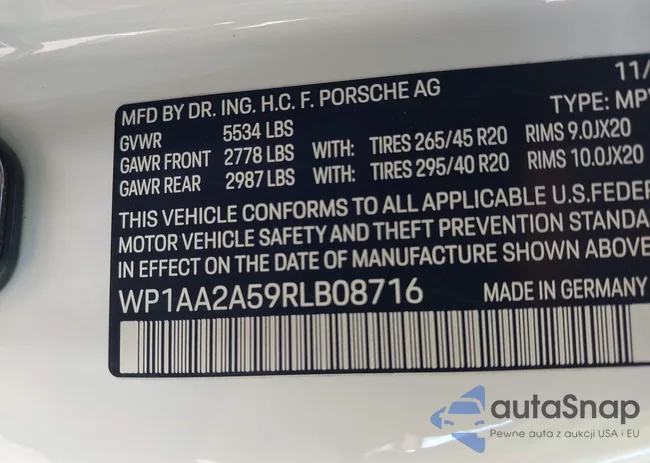 11/
MFD BY DR. ING. H.C. F. PORSCHE AG
TYPE: MPV
GVWR 5534 LBS
GAWR FRONT 2778 LBS WITH: TIRES 265/45 R20 RIMS 9.0JX20
GAWR REAR 2987 LBS WITH: TIRES 295/40 R20 RIMS 10.0JX20
THIS VEHICLE CONFORMS TO ALL APPLICABLE U.S.FEDER
MOTOR VEHICLE SAFETY AND THEFT PREVENTION STANDA
IN EFFECT ON THE DATE OF MANUFACTURE SHOWN ABOVE.
WP1AA2A59RLB08716 MADE IN GERMANY
autaSnap
Pewne auta z aukcji USA i EU